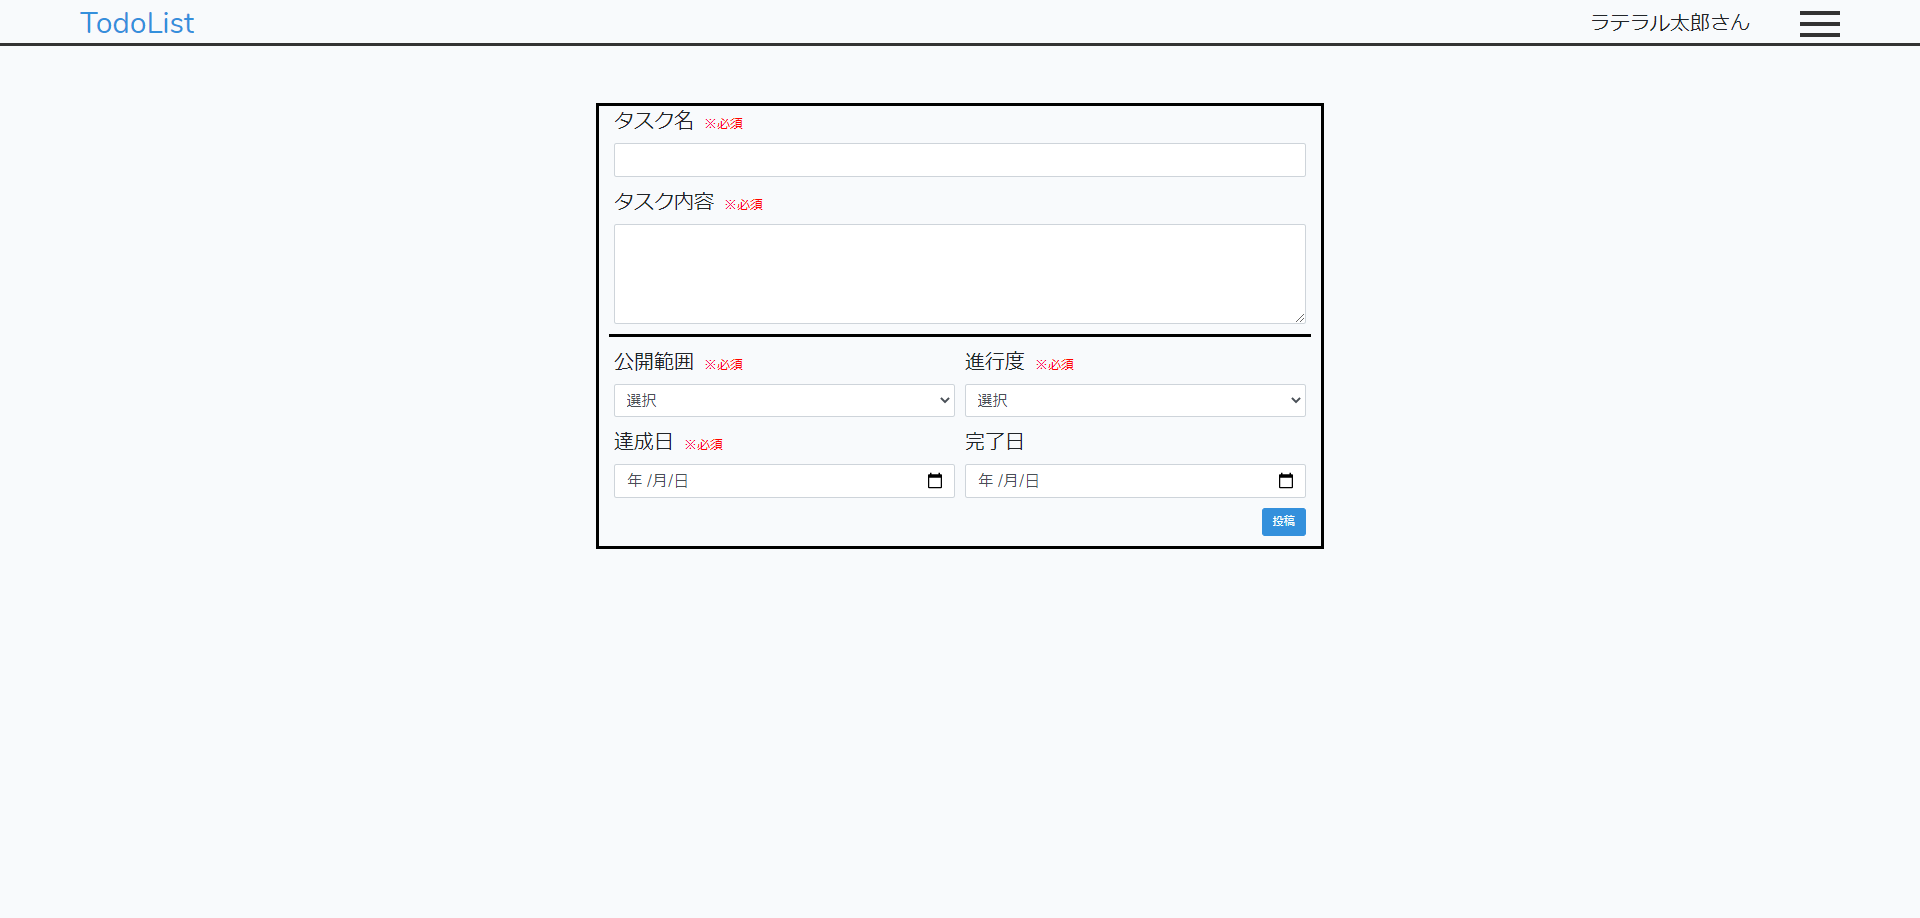 TodoList ラテラル太郎さん
タスク名 ※必須
タスク内容 ※必須
公開範囲 ※必須 進行度 ※必須
選択 選択
達成日 ※必須 完了日
年 /月/日 年 /月/日
投稿